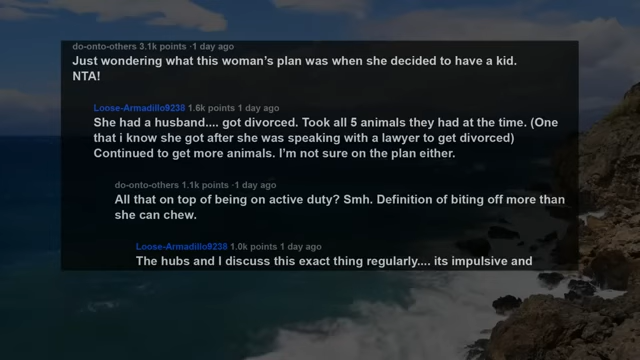 do-onto-others 3.1k points ·1 day ago
Just wondering what this woman's plan was when she decided to have a kid.
NTA!
Loose-Armadillo9238 1.6k points 1 day ago
She had a husband.... got divorced. Took all 5 animals they had at the time. (One
that i know she got after she was speaking with a lawyer to get divorced)
Continued to get more animals. I'm not sure on the plan either.
do-onto-others 1.1k points ·1 day ago
All that on top of being on active duty? Smh. Definition of biting off more than
she can chew.
Loose-Armadillo9238 1.0k points 1 day ago
The hubs and I discuss this exact thing regularly.... its impulsive and